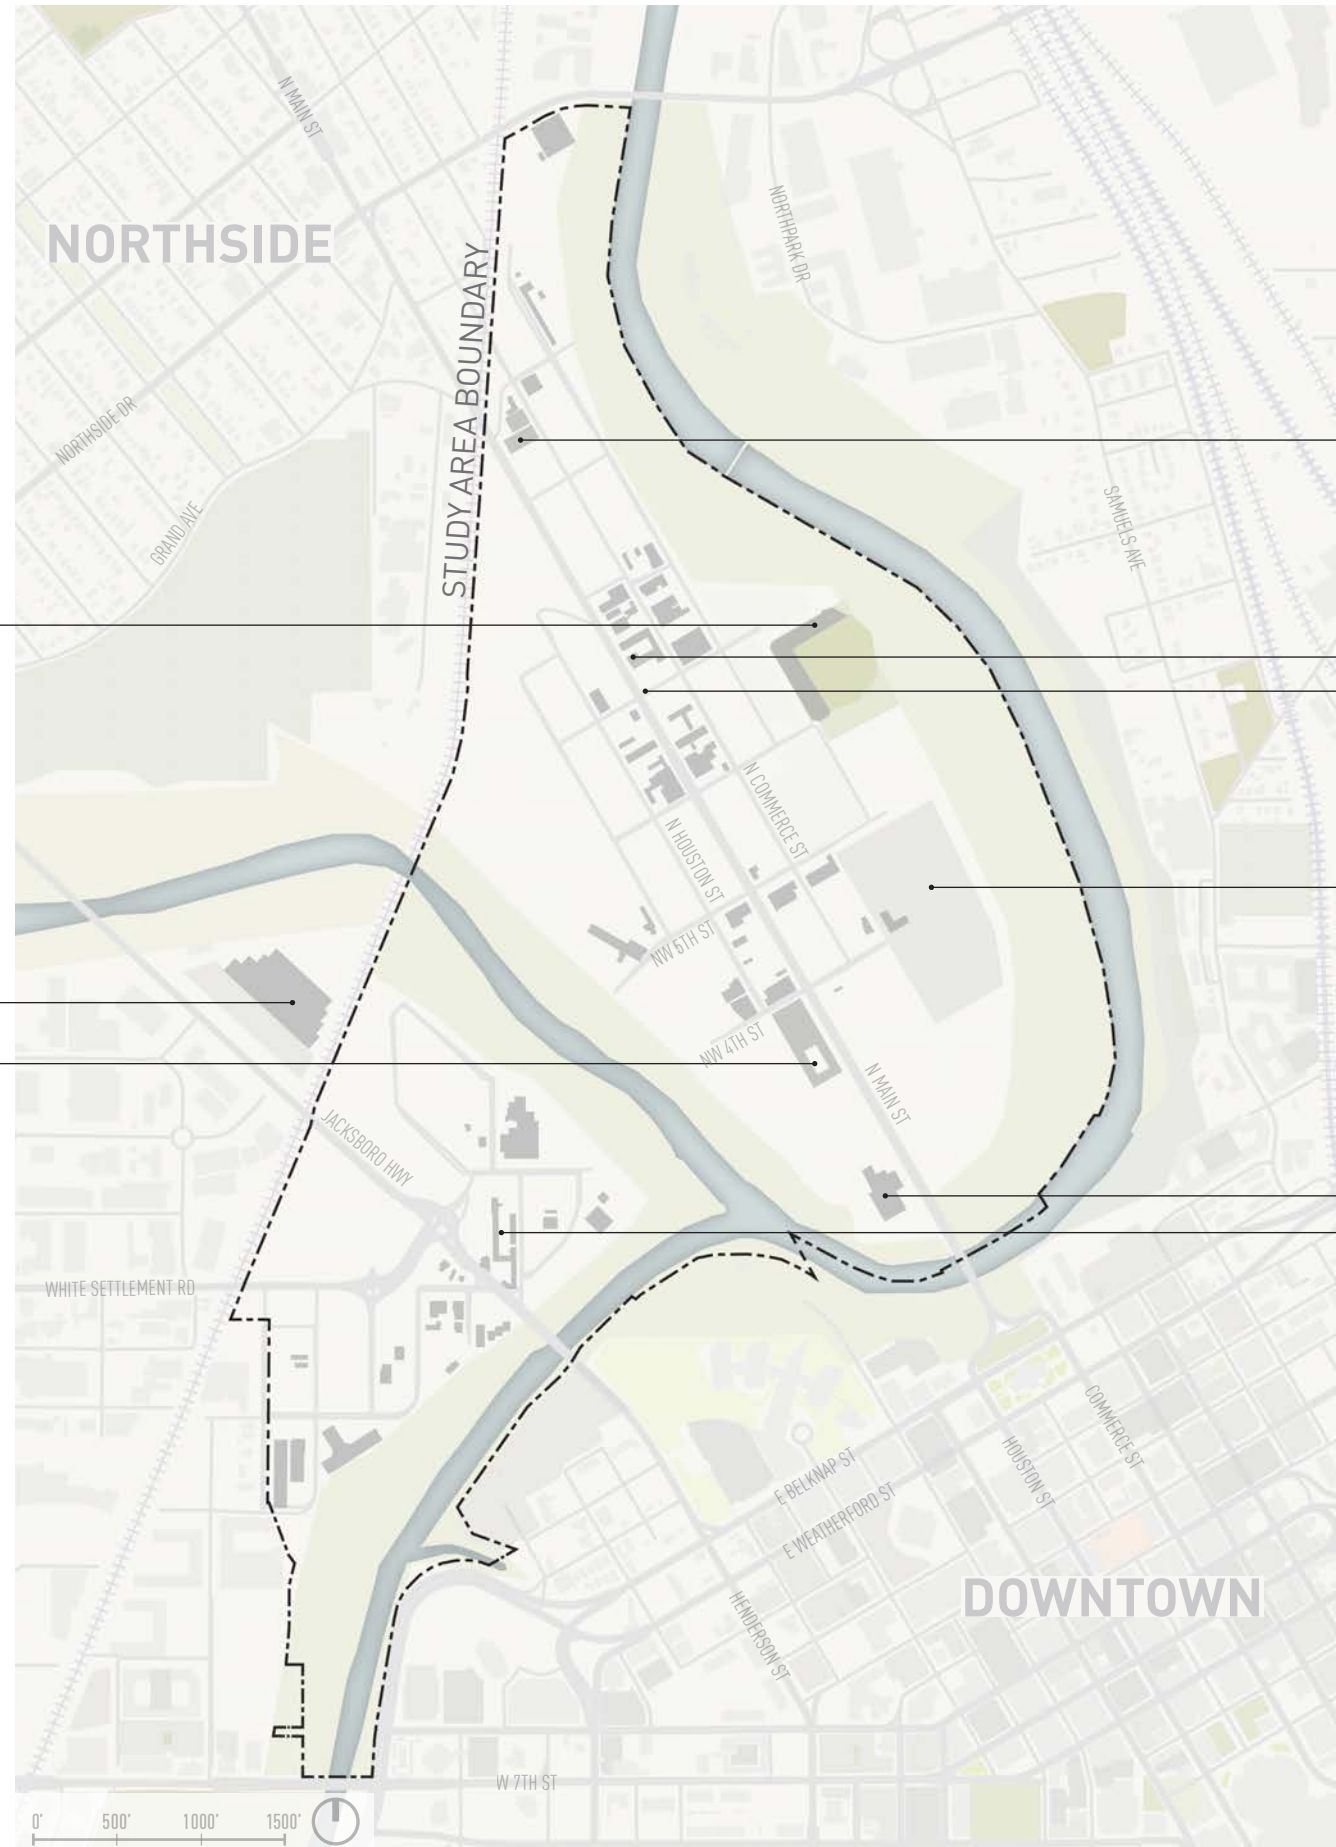 N MAIN ST
NORTHSIDE
NORTHPARK DR
STUDY AREA BOUNDARY
NORTHSIDE DR
GRAND AVE
SAMUELS AVE
N COMMERCE ST
N HOUSTON ST
NW 5TH ST
NW 4TH ST
N MAIN ST
JACKSBORO HWY
WHITE SETTLEMENT RD
COMMERCE ST
HOUSTON ST
E BELKNAP ST
E WEATHERFORD ST
DOWNTOWN
HENDERSON ST
W 7TH ST
0' 500' 1000' 1500'